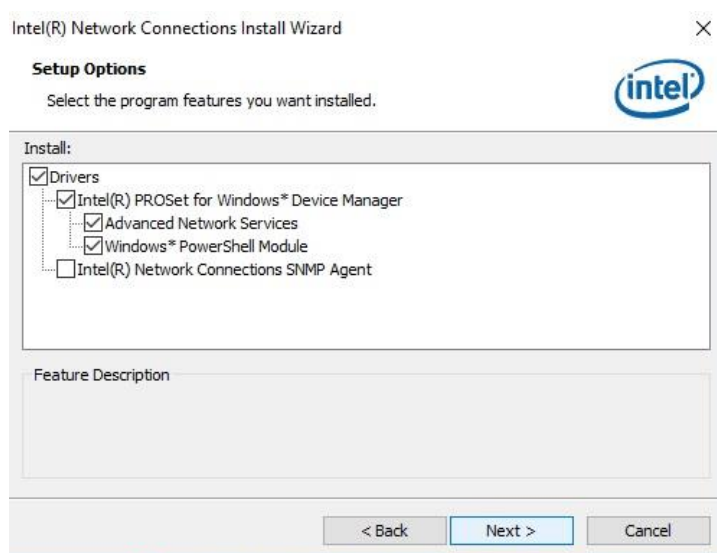 Intel(R) Network Connections Install Wizard
Setup Options
Select the program features you want installed.
intel
Install:
Drivers
Intel(R) PROSet for Windows* Device Manager
Advanced Network Services
Windows* PowerShell Module
Intel(R) Network Connections SNMP Agent
Feature Description
< Back
Next >
Cancel